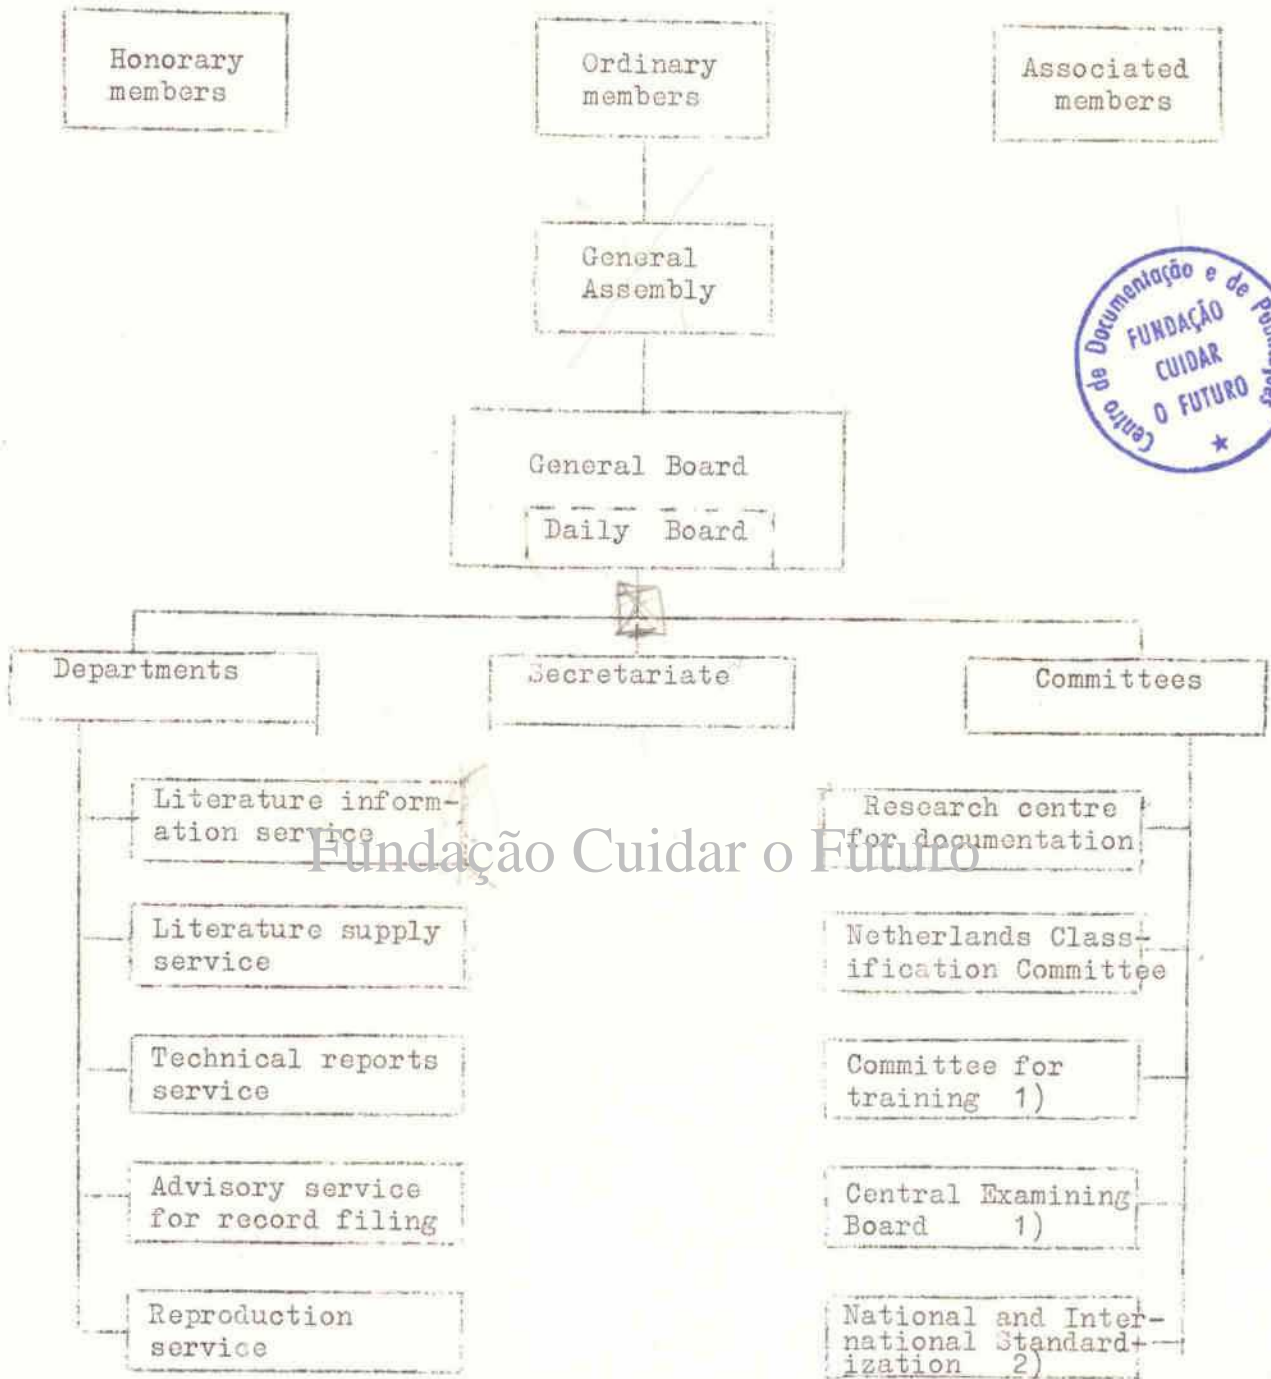 Honorary
members
Ordinary
members
Associated
members
General
Assembly
Centro de Documentação e de
FUNDAÇÃO
CUIDAR
O FUTURO
General Board
Daily Board
Departments
Secretariate
Committees
Literature inform-
ation service
Research centre
for documentation
Fundação Cuidar o Futuro
Literature supply
service
Netherlands Class-
ification Committee
Technical reports
service
Committee for
training 1)
Advisory service
for record filing
Central Examining
Board 1)
Reproduction
service
National and Inter-
national Standard-
ization 2)